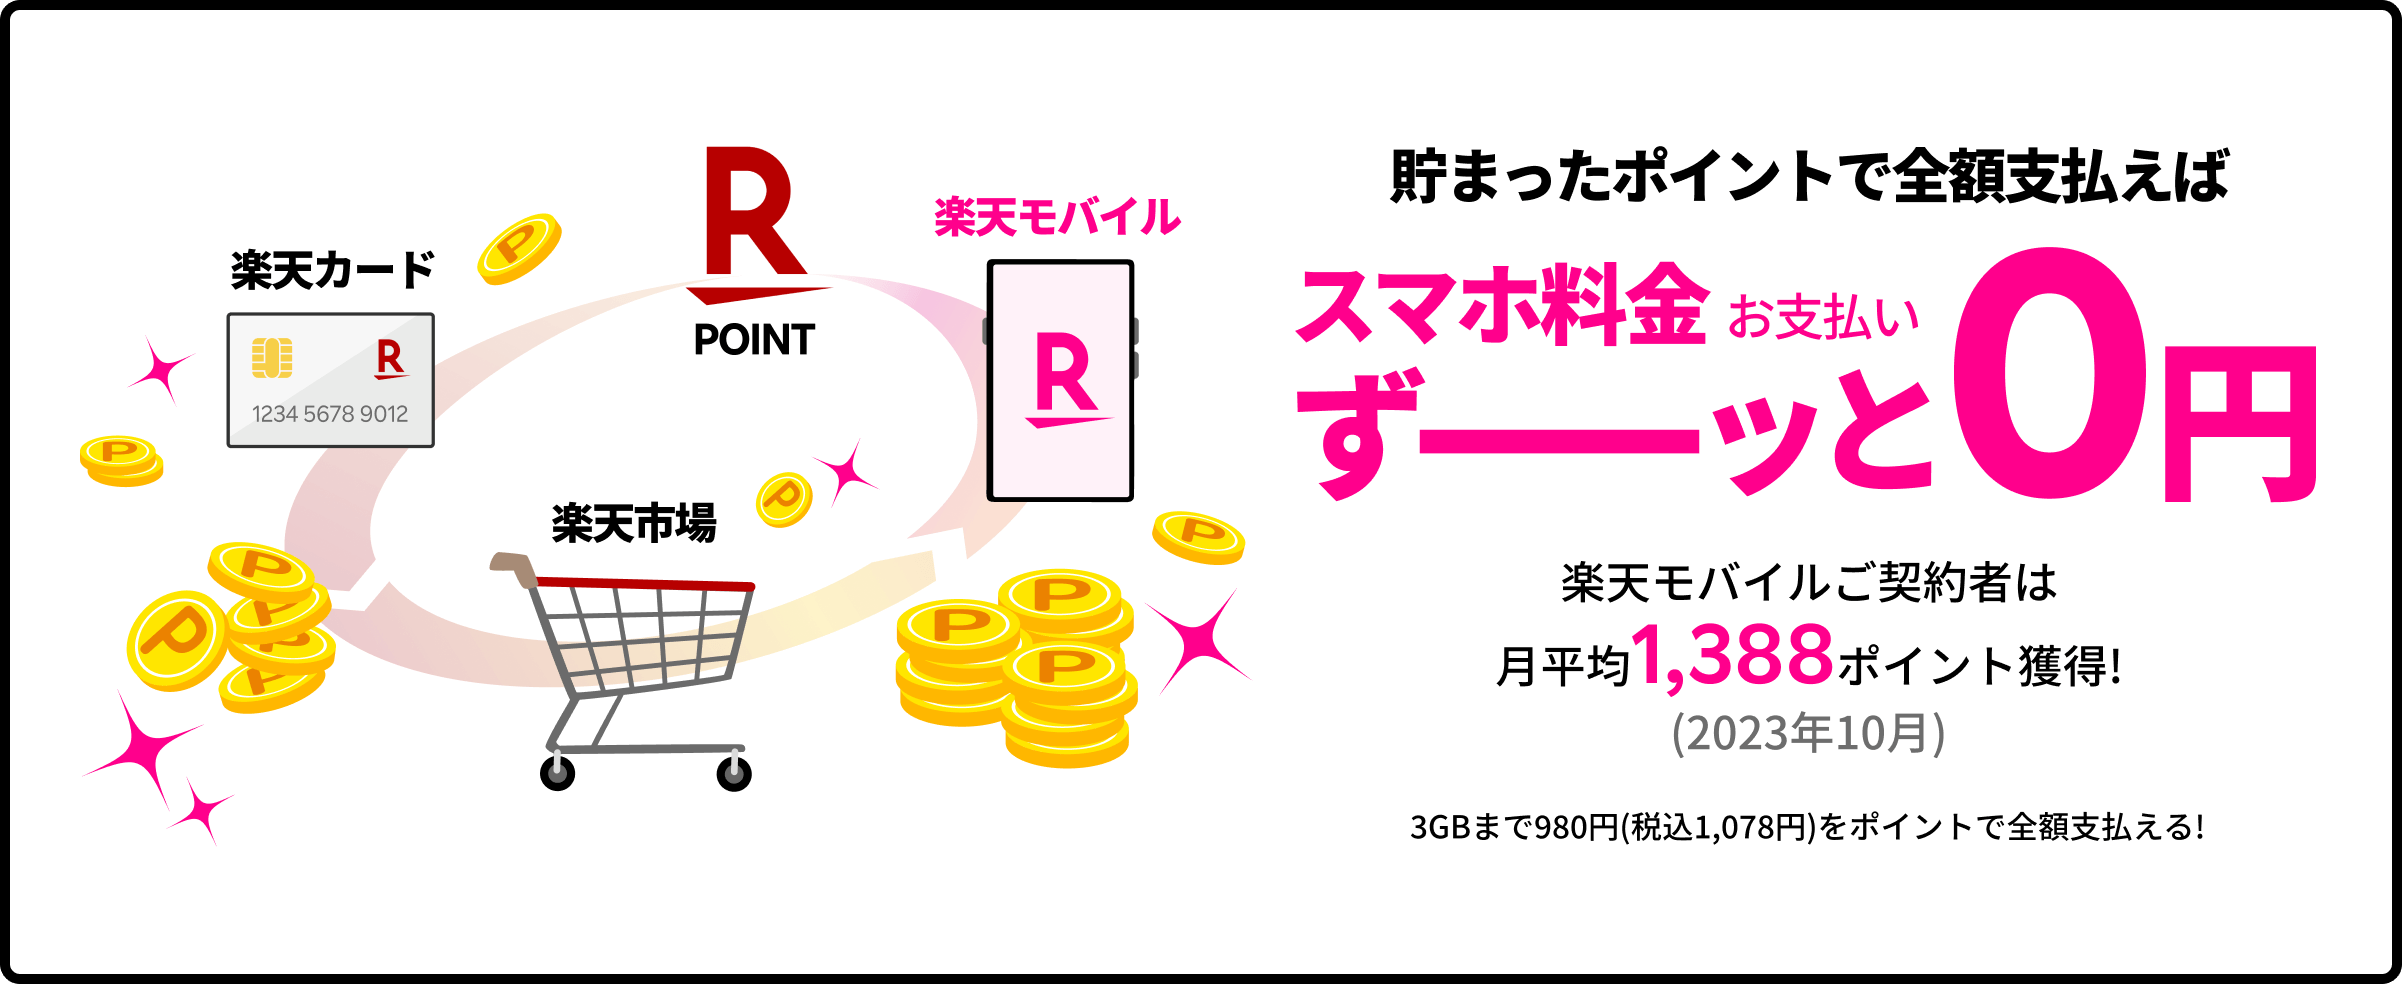 楽天カード
R
1234 5678 9012
R
POINT
楽天モバイル
R
楽天市場
P
P
P
P
P
P
P
P
P
P
P
P
貯まったポイントで全額支払えば
スマホ料金 お支払い
ず──ッと0円
楽天モバイルご契約者は
月平均1,388ポイント獲得!
(2023年10月)
3GBまで980円(税込1,078円)をポイントで全額支払える!